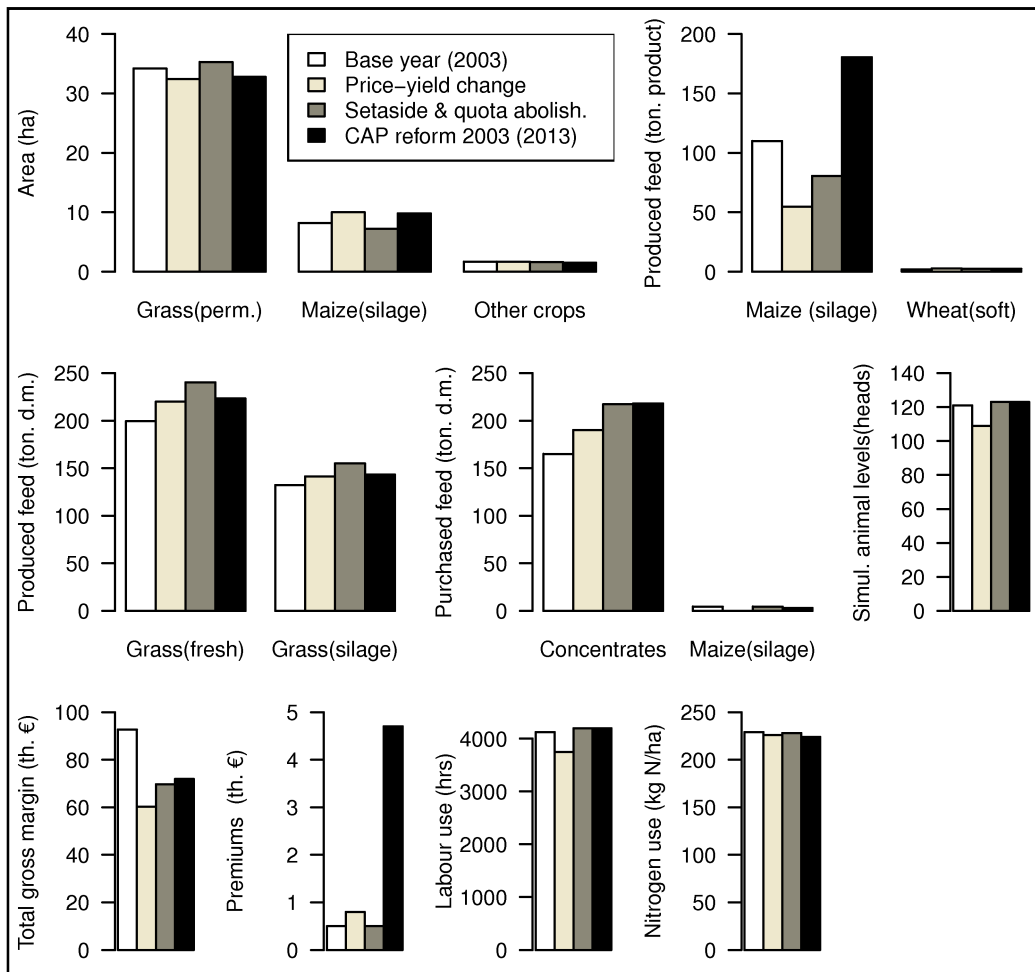 Area (ha)
40
30
20
10
0
Grass(perm.)
Maize(silage)
Other crops
Base year (2003)
Price−yield change
Setaside & quota abolish.
CAP reform 2003 (2013)
Produced feed (ton. product)
200
150
100
50
0
Maize (silage)
Wheat(soft)
Produced feed (ton. d.m.)
250
200
150
100
50
0
Grass(fresh)
Grass(silage)
Purchased feed (ton. d.m.)
250
200
150
100
50
0
Concentrates
Maize(silage)
Simul. animal levels(heads)
140
120
100
80
60
40
20
0
Total gross margin (th. €)
100
80
60
40
20
0
Premiums (th. €)
5
4
3
2
1
0
Labour use (hrs)
4000
3000
2000
1000
0
Nitrogen use (kg N/ha)
250
200
150
100
50
0